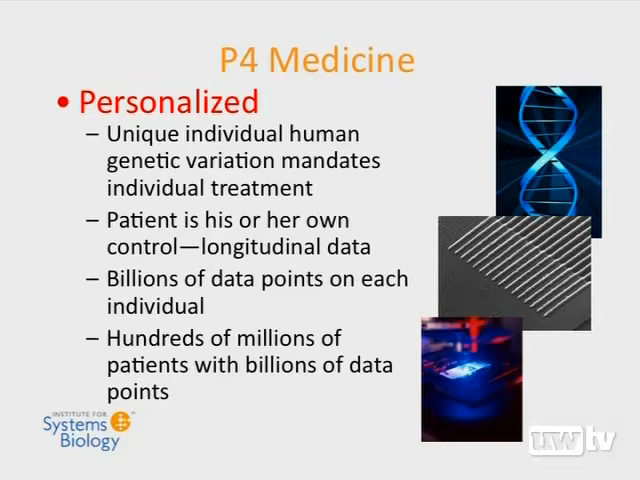 P4 Medicine
• Personalized
– Unique individual human
genetic variation mandates
individual treatment
– Patient is his or her own
control—longitudinal data
– Billions of data points on each
individual
– Hundreds of millions of
patients with billions of data
points
INSTITUTE FOR
Systems
Biology
™
uwtv